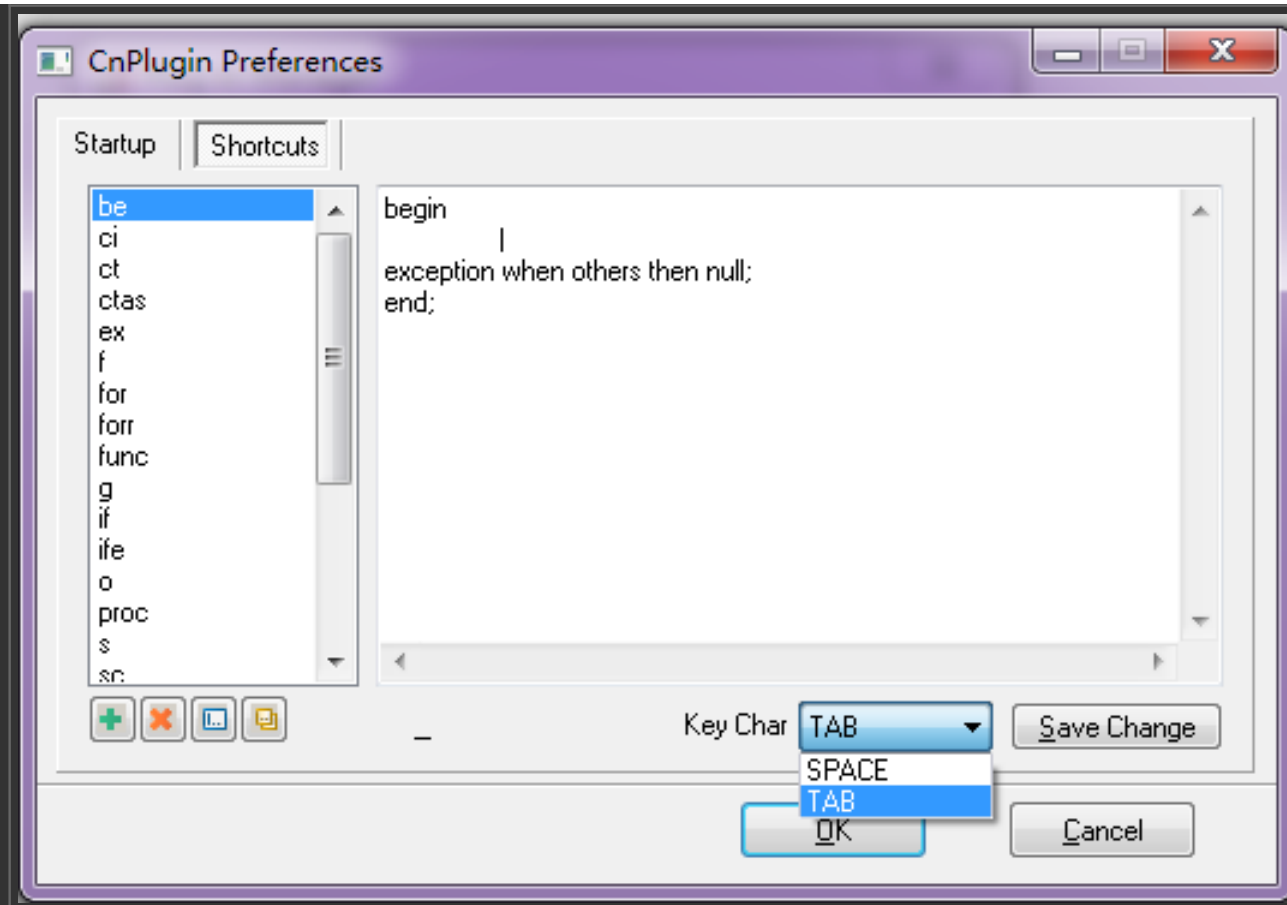 CnPlugin Preferences
Startup
Shortcuts
be
ci
ct
ctas
ex
f
for
forr
func
g
if
ife
o
proc
s
sc
begin
|
exception when others then null;
end;
Key Char
TAB
Save Change
SPACE
TAB
OK
Cancel